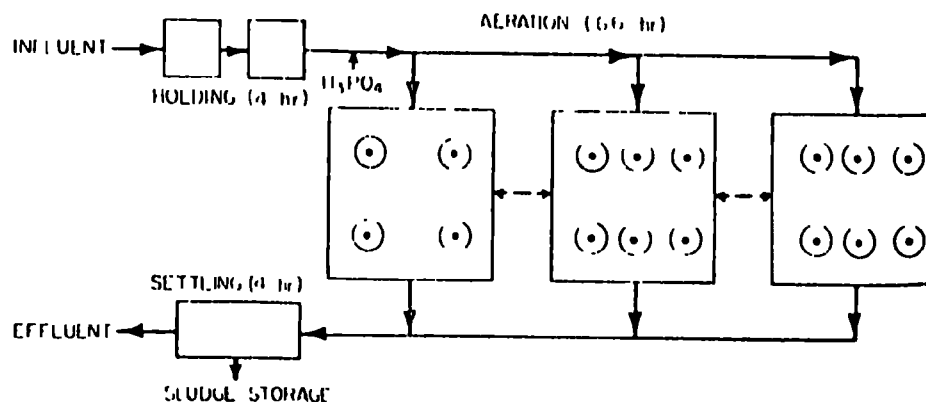 AERATION (66 hr)
INFLUENT
H₃PO₄
HOLDING (4 hr)
SETTLING (4 hr)
EFFLUENT
SLUDGE STORAGE